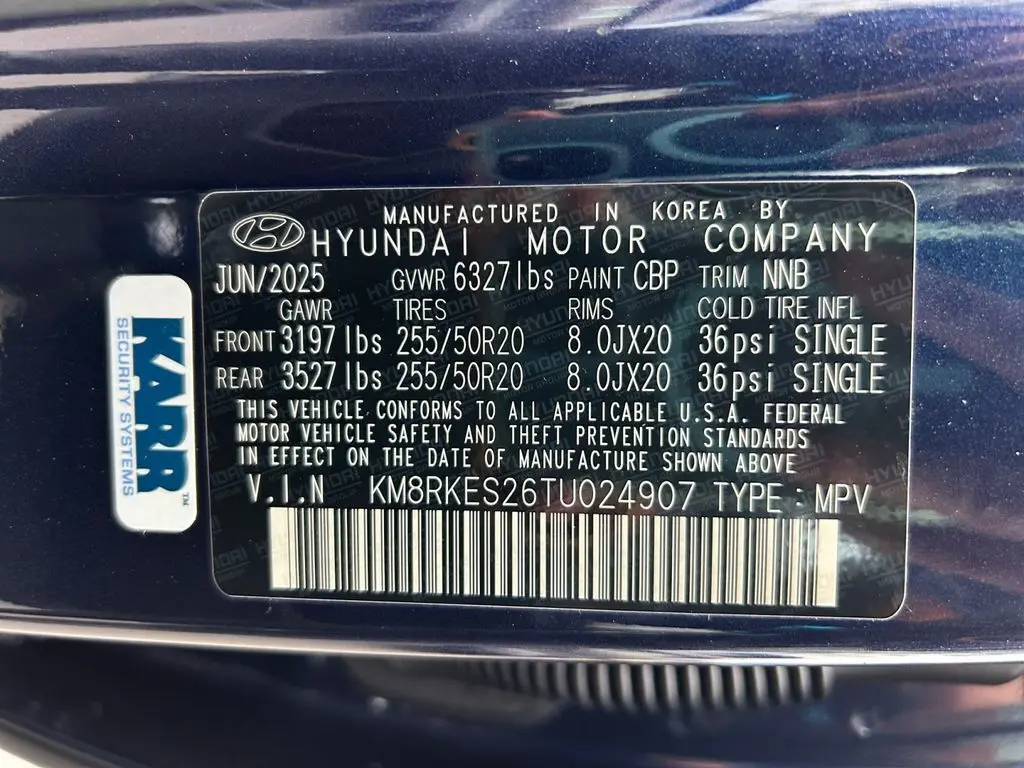 MANUFACTURED IN KOREA BY
HYUNDAI MOTOR COMPANY
JUN/2025 GVWR 6327lbs PAINT CBP TRIM NNB
GAWR TIRES RIMS COLD TIRE INFL
FRONT 3197lbs 255/50R20 8.0JX20 36psi SINGLE
REAR 3527lbs 255/50R20 8.0JX20 36psi SINGLE
THIS VEHICLE CONFORMS TO ALL APPLICABLE U.S.A. FEDERAL
MOTOR VEHICLE SAFETY AND THEFT PREVENTION STANDARDS
IN EFFECT ON THE DATE OF MANUFACTURE SHOWN ABOVE
V.I.N KM8RKES26TU024907 TYPE : MPV
KARR™
SECURITY SYSTEMS